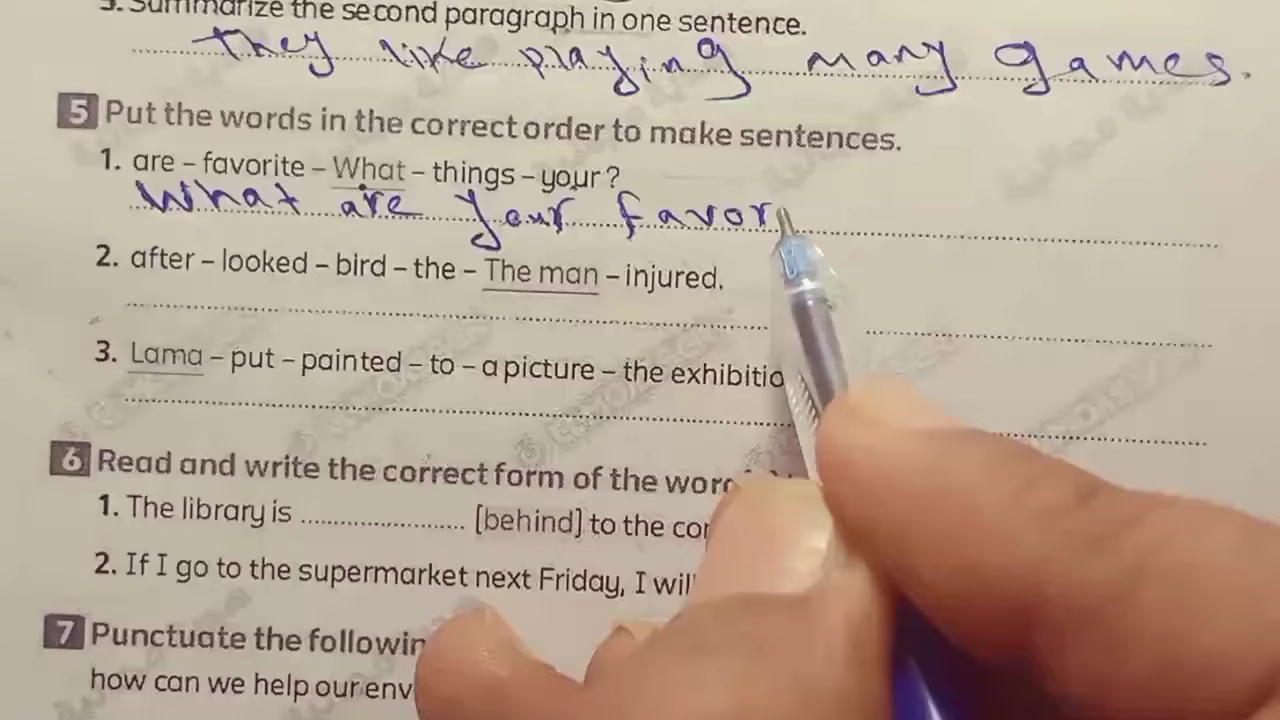 3. Summarize the second paragraph in one sentence.
They like playing many games.
5 Put the words in the correct order to make sentences.
1. are – favorite – What – things – your ?
What are your favor
2. after – looked – bird – the – The man – injured.
3. Lama – put – painted – to – a picture – the exhibitio
6 Read and write the correct form of the word
1. The library is ........................ [behind] to the
2. If I go to the supermarket next Friday, I will
7 Punctuate the followin
how can we help our env